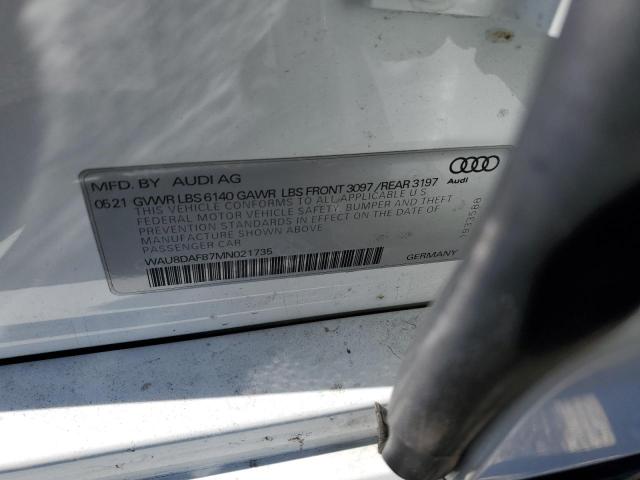 MFD. BY AUDI AG
Audi
0521 GVWR LBS 6140 GAWR LBS FRONT 3097 / REAR 3197
THIS VEHICLE CONFORMS TO ALL APPLICABLE U S
FEDERAL MOTOR VEHICLE SAFETY, BUMPER AND THEFT
PREVENTION STANDARDS IN EFFECT ON THE DATE OF
MANUFACTURE SHOWN ABOVE
PASSENGER CAR
WAU8DAF87MN021735
GERMANY